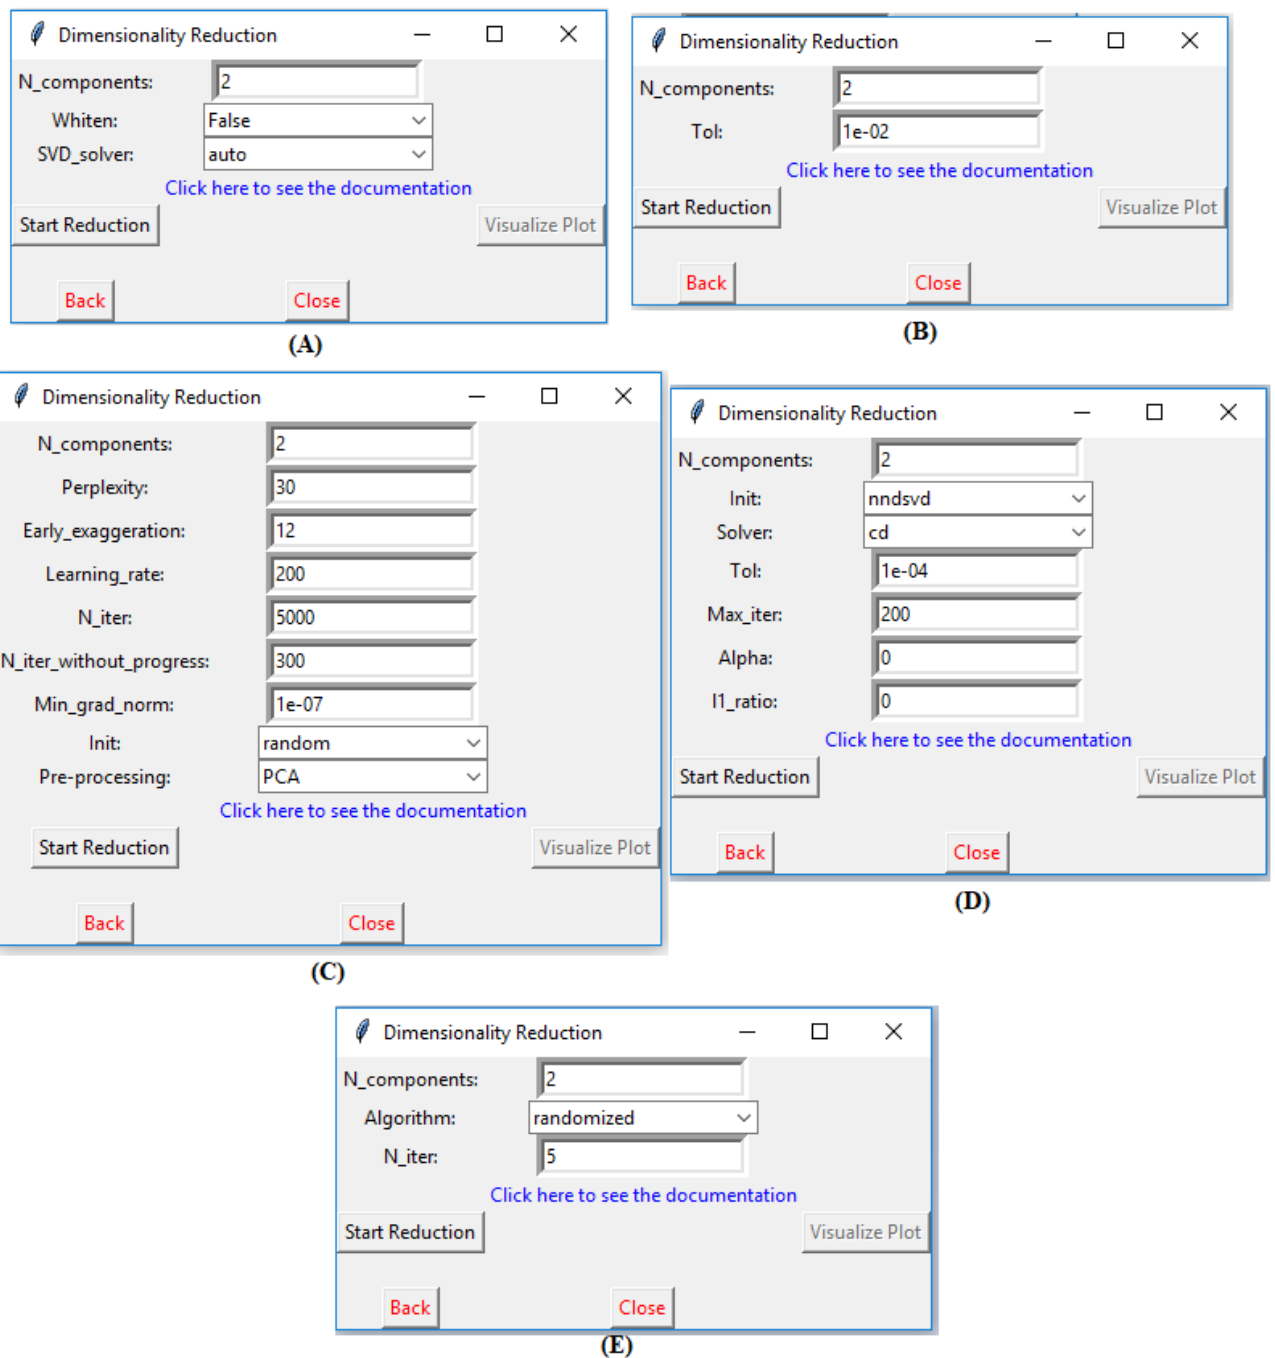 Dimensionality Reduction
N_components: 2
Whiten: False
SVD_solver: auto
Click here to see the documentation
Start Reduction Visualize Plot
Back Close
(A)
Dimensionality Reduction
N_components: 2
Tol: 1e-02
Click here to see the documentation
Start Reduction Visualize Plot
Back Close
(B)
Dimensionality Reduction
N_components: 2
Perplexity: 30
Early_exaggeration: 12
Learning_rate: 200
N_iter: 5000
N_iter_without_progress: 300
Min_grad_norm: 1e-07
Init: random
Pre-processing: PCA
Click here to see the documentation
Start Reduction Visualize Plot
Back Close
(C)
Dimensionality Reduction
N_components: 2
Init: nndsvd
Solver: cd
Tol: 1e-04
Max_iter: 200
Alpha: 0
l1_ratio: 0
Click here to see the documentation
Start Reduction Visualize Plot
Back Close
(D)
Dimensionality Reduction
N_components: 2
Algorithm: randomized
N_iter: 5
Click here to see the documentation
Start Reduction Visualize Plot
Back Close
(E)